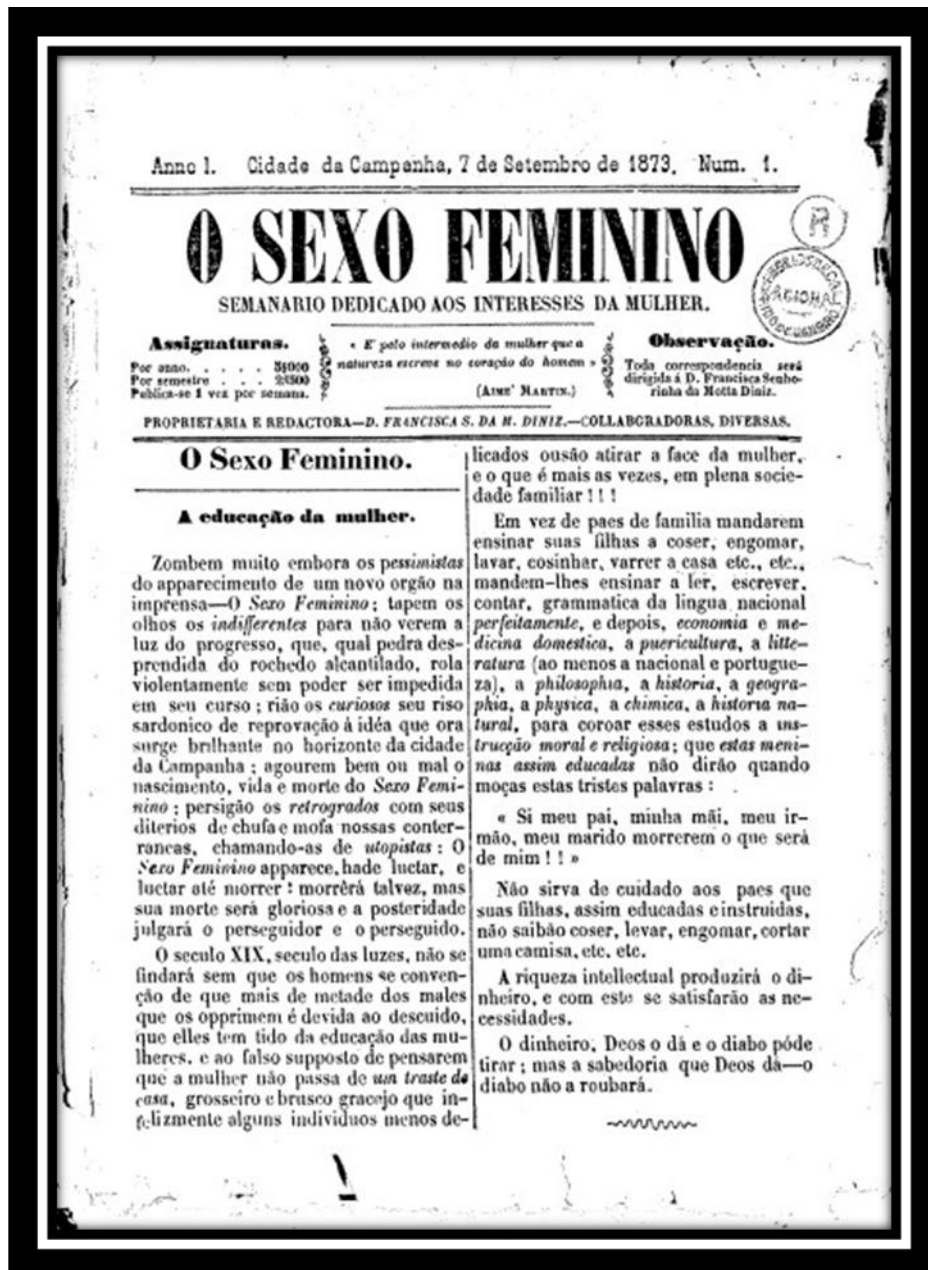 Anno I. Cidade da Campanha, 7 de Setembro de 1873. Num. 1.
O SEXO FEMININO
SEMANARIO DEDICADO AOS INTERESSES DA MULHER.
Assignaturas.
Por anno. . . . . 5$000
Por semestre . . . 2$500
Publica-se 1 vez por semana.
« E' pelo intermedio da mulher que a
natureza escreve no coração do homem »
(AIME' MARTIN.)
Observação.
Toda correspondencia será
dirigida á D. Francisca Senho-
rinha da Motta Diniz.
PROPRIETARIA E REDACTORA—D. FRANCISCA S. DA M. DINIZ.—COLLABORADORAS, DIVERSAS.
O Sexo Feminino.
A educação da mulher.
Zombem muito embora os pessimistas
do apparecimento de um novo orgão na
imprensa—O Sexo Feminino; tapem os
olhos os indifferentes para não verem a
luz do progresso, que, qual pedra des-
prendida do rochedo alcantilado, rola
violentamente sem poder ser impedida
em seu curso; rião os curiosos seu riso
sardonico de reprovação á idéa que ora
surge brilhante no horizonte da cidade
da Campanha; agourem bem ou mal o
nascimento, vida e morte do Sexo Femi-
nino; persigão os retrogrados com seus
diterios de chufa e mofa nossas conter-
raneas, chamando-as de utopistas: O
Sexo Feminino apparece, hade luctar, e
luctar até morrer: morrêrá talvez, mas
sua morte será gloriosa e a posteridade
julgará o perseguidor e o perseguido.
O seculo XIX, seculo das luzes, não se
findará sem que os homens se conven-
ção de que mais de metade dos males
que os opprimem é devida ao descuido,
que elles tem tido da educação das mu-
lheres, e ao falso supposto de pensarem
que a mulher não passa de um traste de
casa, grosseiro e brusco gracejo que in-
felizmente alguns individuos menos de-
licados ousão atirar a face da mulher,
e o que é mais as vezes, em plena socie-
dade familiar ! ! !
Em vez de paes de familia mandarem
ensinar suas filhas a coser, engomar,
lavar, cosinhar, varrer a casa etc., etc.,
mandem-lhes ensinar a ler, escrever,
contar, grammatica da lingua nacional
perfeitamente, e depois, economia e me-
dicina domestica, a puericultura, a litte-
ratura (ao menos a nacional e portugue-
za), a philosophia, a historia, a geogra-
phia, a physica, a chimica, a historia na-
tural, para coroar esses estudos a ins-
trucção moral e religiosa; que estas meni-
nas assim educadas não dirão quando
moças estas tristes palavras :
« Si meu pai, minha mãi, meu ir-
mão, meu marido morrerem o que será
de mim ! ! »
Não sirva de cuidado aos paes que
suas filhas, assim educadas e instruidas,
não saibão coser, levar, engomar, cortar
uma camisa, etc. etc.
A riqueza intellectual produzirá o di-
nheiro, e com este se satisfarão as ne-
cessidades.
O dinheiro, Deos o dá e o diabo póde
tirar; mas a sabedoria que Deos dá—o
diabo não a roubará.